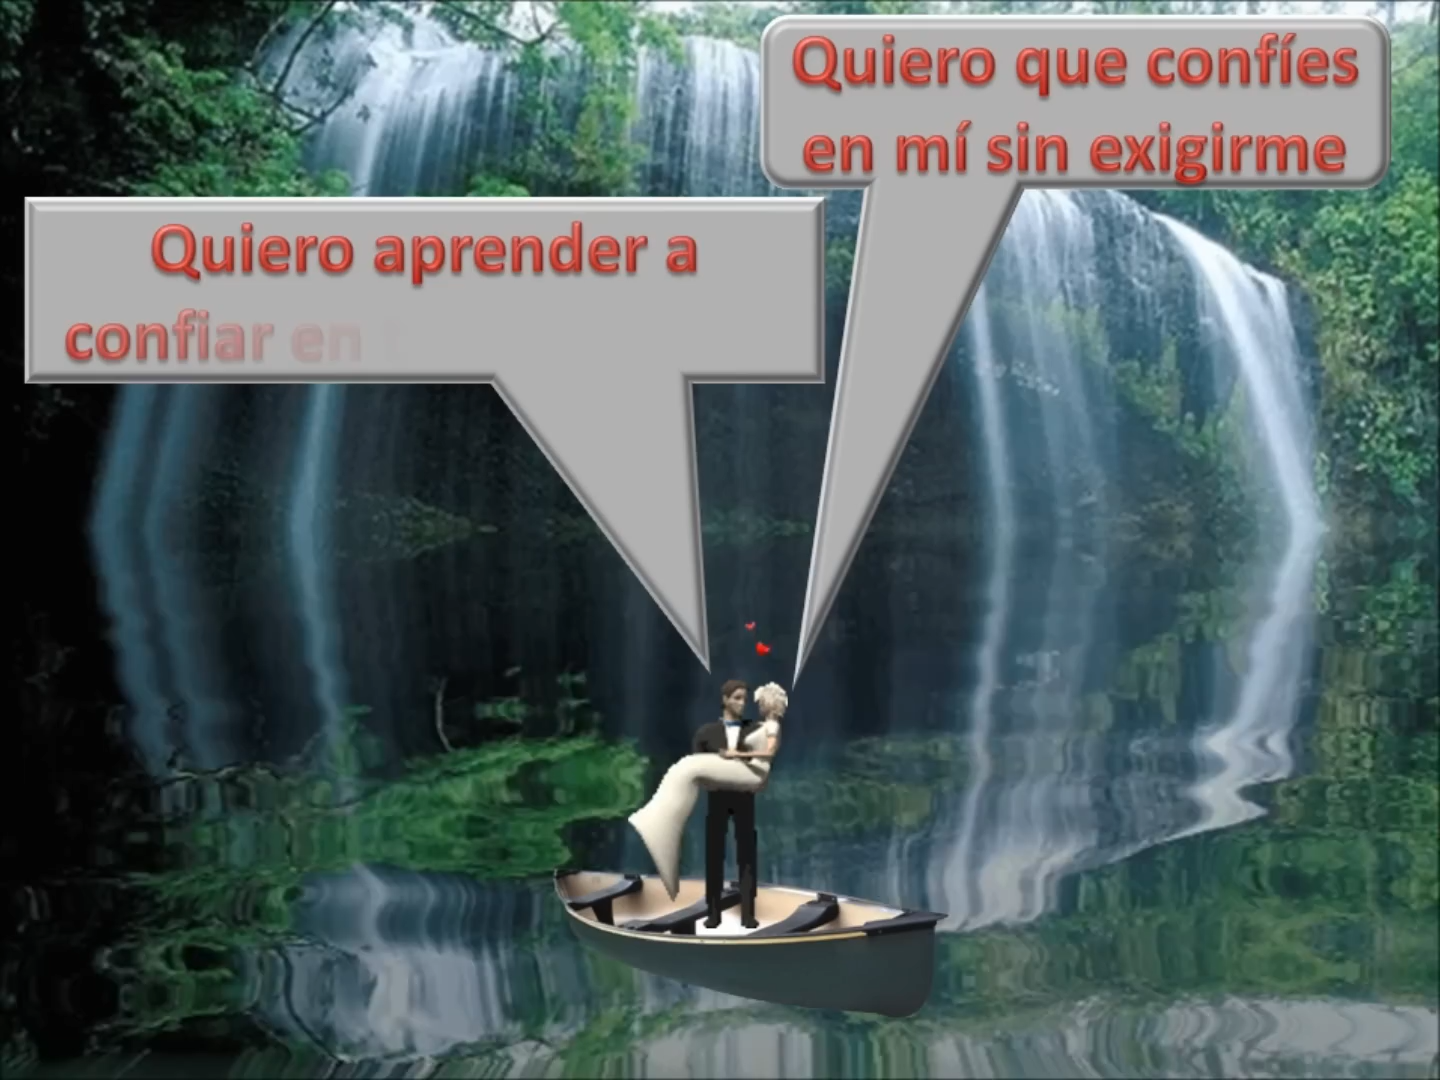 Quiero que confíes
en mí sin exigirme
Quiero aprender a
confiar en